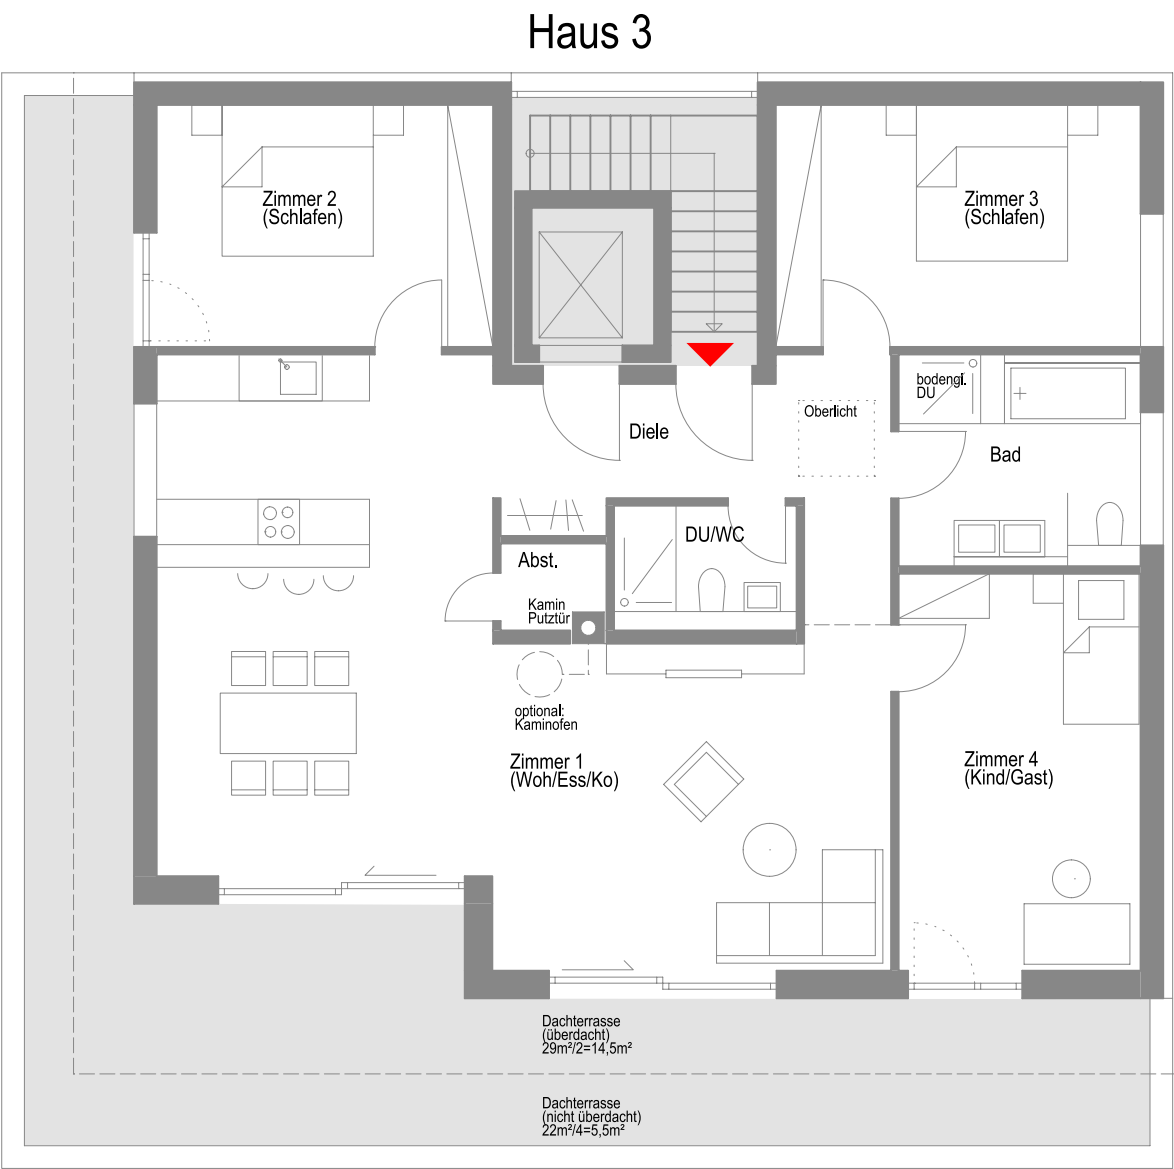 Haus 3
Zimmer 2
(Schlafen)
Zimmer 3
(Schlafen)
bodengl.
DU
Oberlicht
Diele
Bad
DU/WC
Abst.
Kamin
Putztür
optional:
Kaminofen
Zimmer 1
(Woh/Ess/Ko)
Zimmer 4
(Kind/Gast)
Dachterrasse
(überdacht)
29m²/2=14,5m²
Dachterrasse
(nicht überdacht)
22m²/4=5,5m²